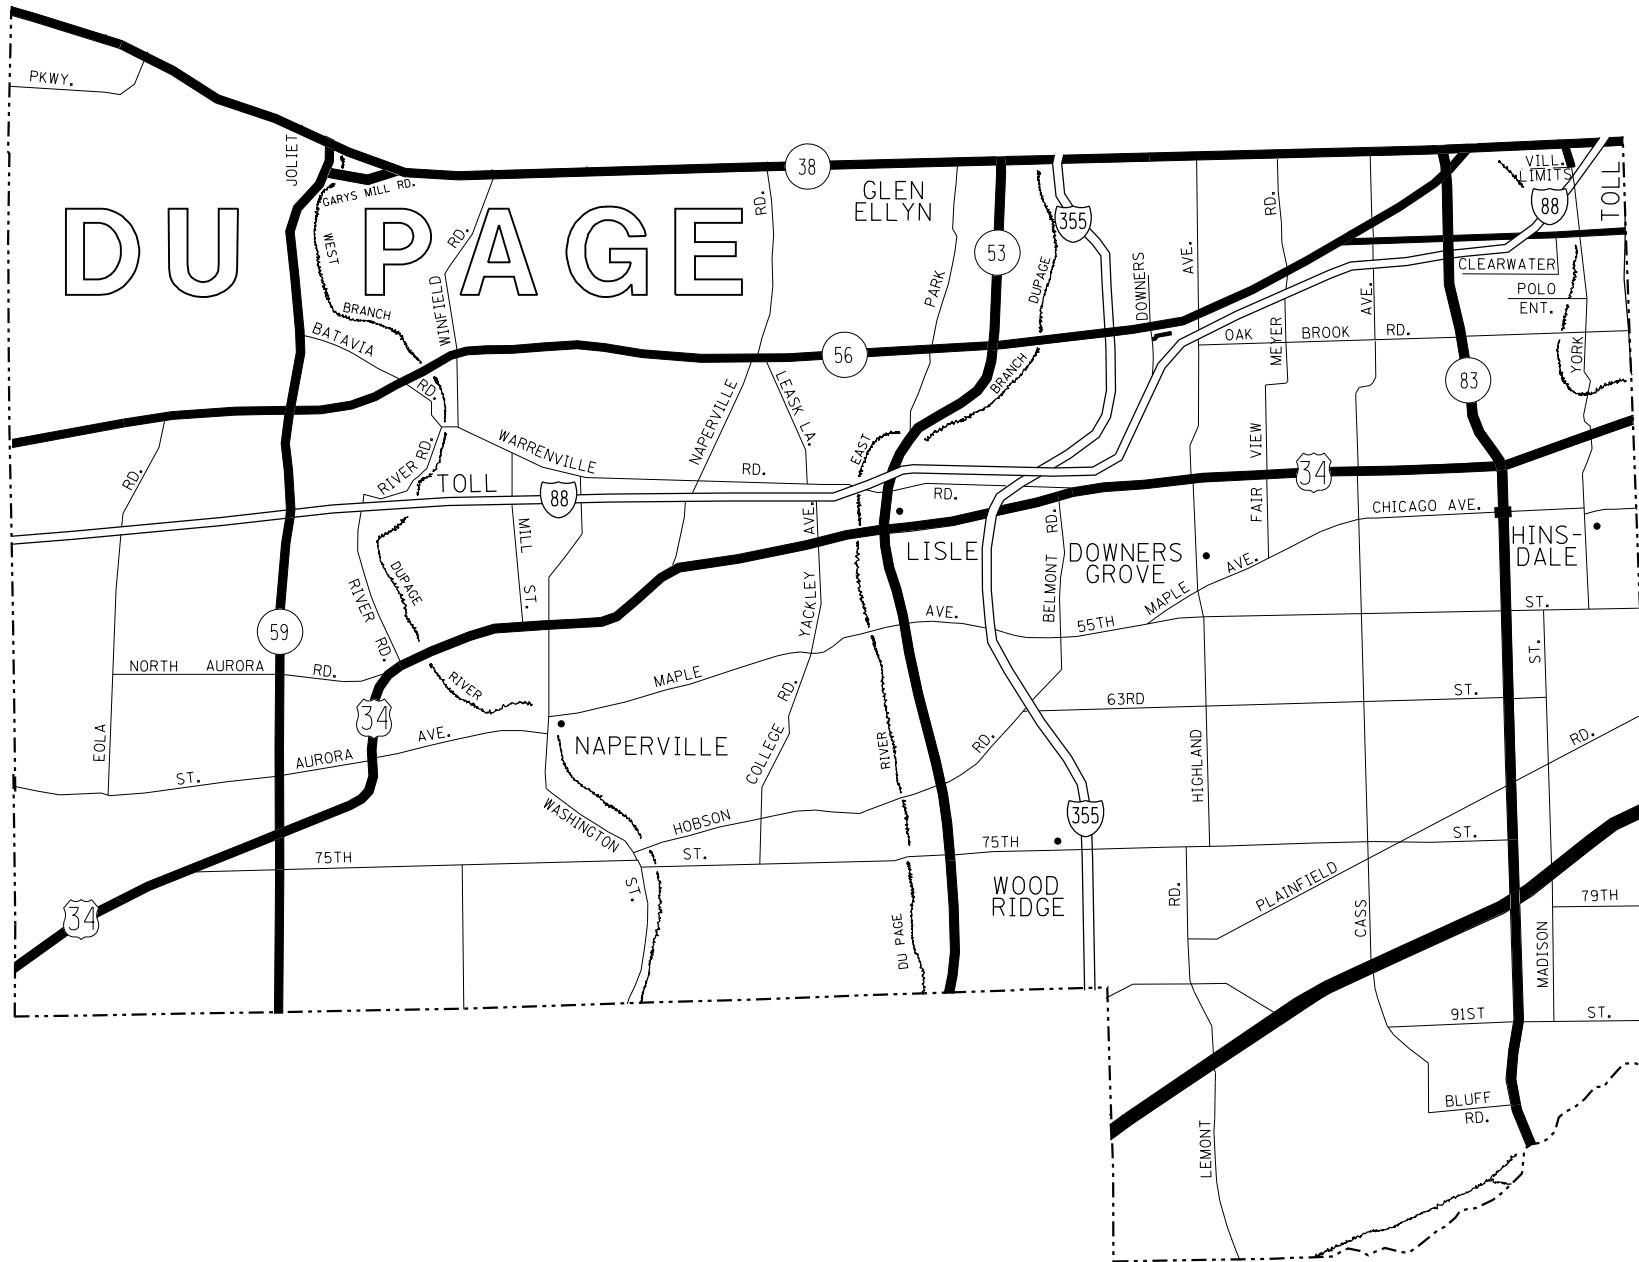 PKWY.
JOLIET
GARYS MILL RD.
38
VILL.
LIMITS
TOLL
88
DU PAGE
WEST
BRANCH
RD.
WINFIELD
RD.
GLEN
ELLYN
53
PARK
DUPAGE
BRANCH
355
DOWNERS
AVE.
RD.
MEYER
AVE.
CLEARWATER
POLO
ENT.
YORK
OAK BROOK RD.
BATAVIA
RD.
56
83
NAPERVILLE
LEASK LA.
EAST
RD.
RIVER RD.
WARRENVILLE
RD.
RD.
TOLL
88
FAIR VIEW
34
CHICAGO AVE.
HINS-
DALE
MILL
ST.
AVE.
YACKLEY
LISLE
BELMONT RD.
DOWNERS
GROVE
MAPLE
AVE.
DUPAGE
RIVER
RD.
59
AVE.
55TH
ST.
NORTH AURORA RD.
RIVER
MAPLE
34
ST.
63RD
ST.
EOLA
AURORA
AVE.
ST.
NAPERVILLE
COLLEGE
RD.
RIVER
RD.
HIGHLAND
RD.
WASHINGTON
ST.
HOBSON
355
75TH
ST.
75TH
ST.
WOOD
RIDGE
34
DU PAGE
RD.
PLAINFIELD
CASS
79TH
MADISON
91ST
ST.
BLUFF
RD.
LEMONT